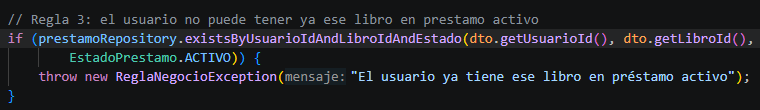 // Regla 3: el usuario no puede tener ya ese libro en prestamo activo
if (prestamoRepository.existsByUsuarioIdAndLibroIdAndEstado(dto.getUsuarioId(), dto.getLibroId(),
EstadoPrestamo.ACTIVO)) {
throw new ReglaNegocioException(mensaje: "El usuario ya tiene ese libro en préstamo activo");
}